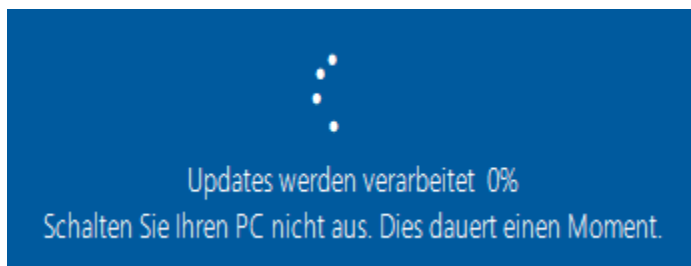 Updates werden verarbeitet 0%
Schalten Sie Ihren PC nicht aus. Dies dauert einen Moment.